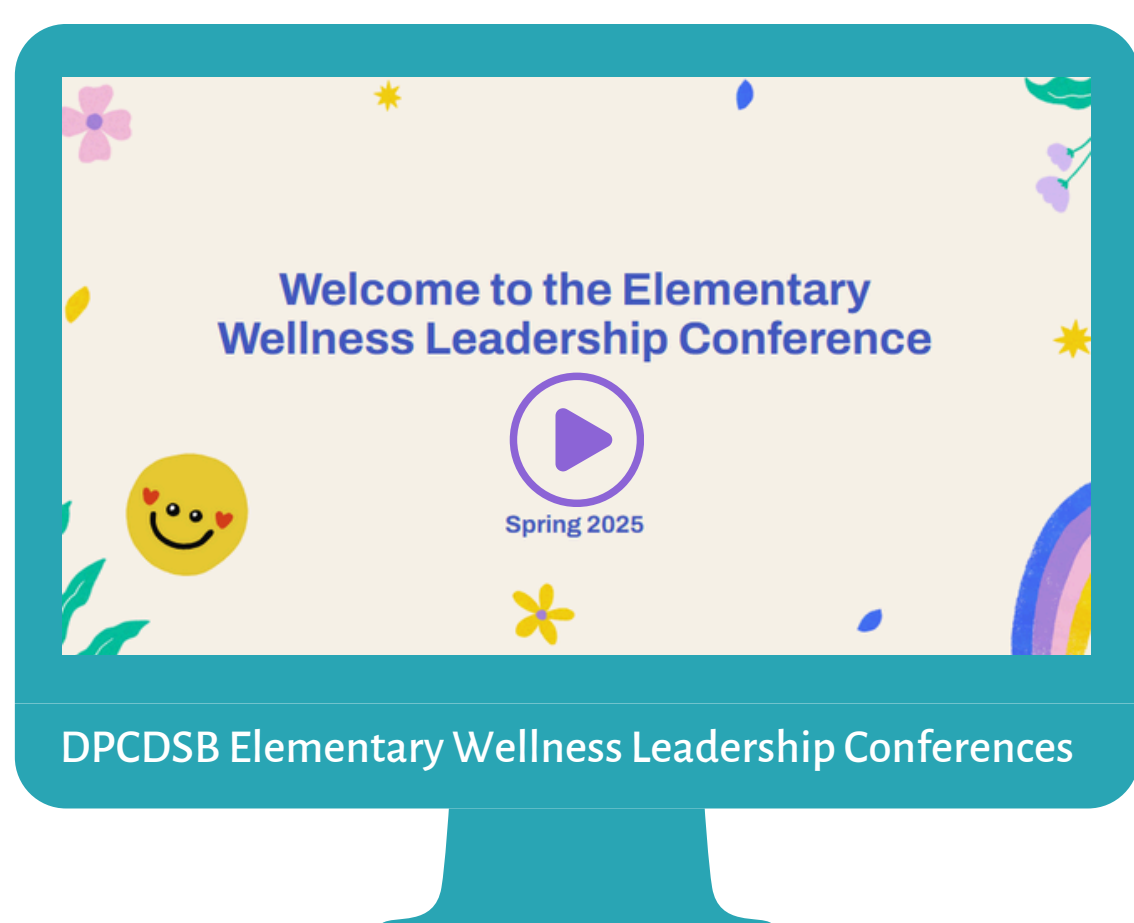 Welcome to the Elementary
Wellness Leadership Conference
Spring 2025
DPCDSB Elementary Wellness Leadership Conferences